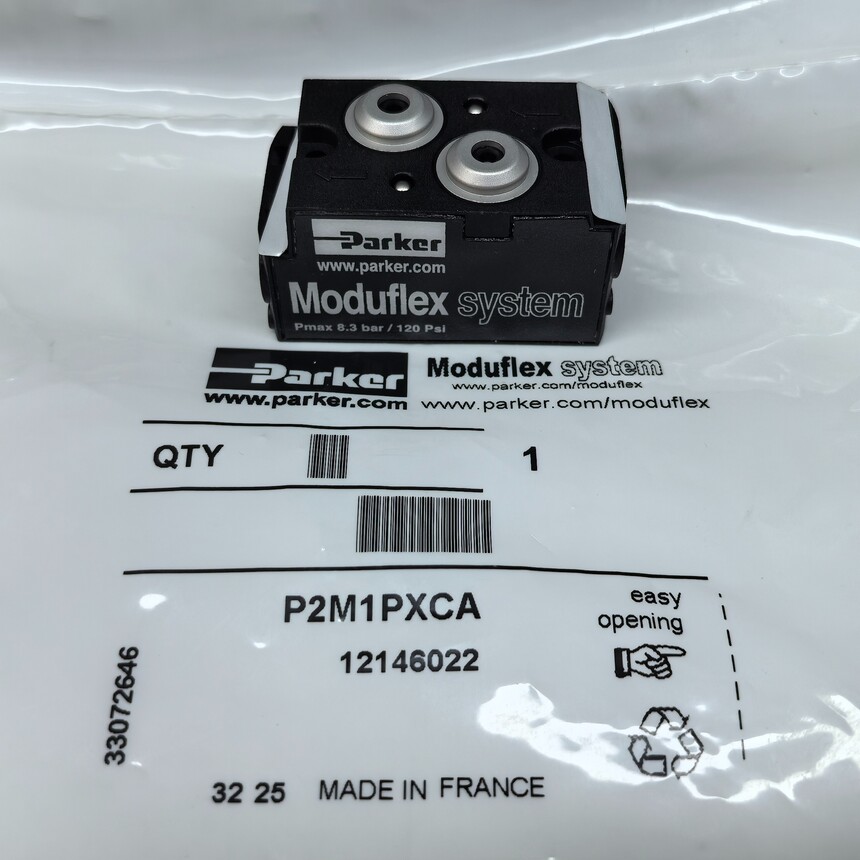 Parker
www.parker.com
Moduflex system
Pmax 8.3 bar / 120 Psi
Parker
www.parker.com
Moduflex system
www.parker.com/moduflex
www.parker.com/moduflex
QTY 1
P2M1PXCA
12146022
easy
opening
33072646
32 25 MADE IN FRANCE